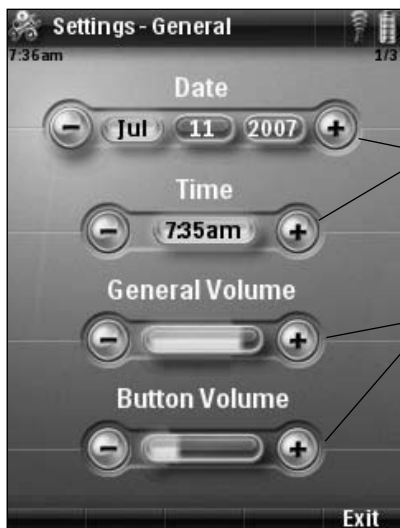 Settings - General
7:36am 1/3
Date
- Jul 11 2007 +
Time
- 7:35am +
General Volume
- +
Button Volume
- +
Exit